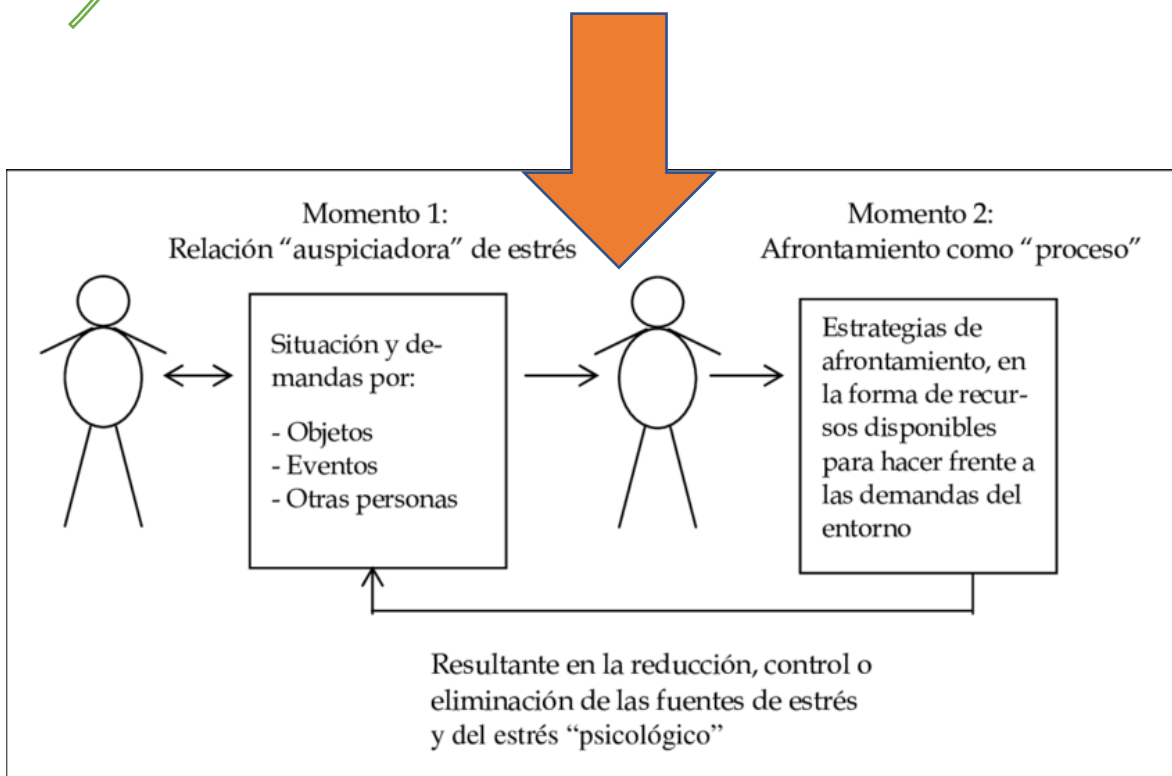 Momento 1:
Relación “auspiciadora” de estrés
Situación y de-
mandas por:
- Objetos
- Eventos
- Otras personas
Momento 2:
Afrontamiento como “proceso”
Estrategias de
afrontamiento, en
la forma de recur-
sos disponibles
para hacer frente a
las demandas del
entorno
Resultante en la reducción, control o
eliminación de las fuentes de estrés
y del estrés “psicológico”